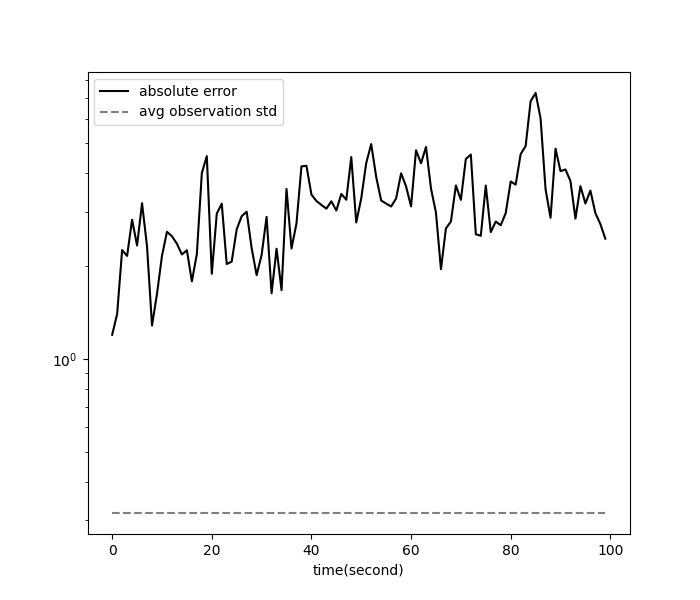 absolute error
avg observation std
10⁰
0 20 40 60 80 100
time(second)